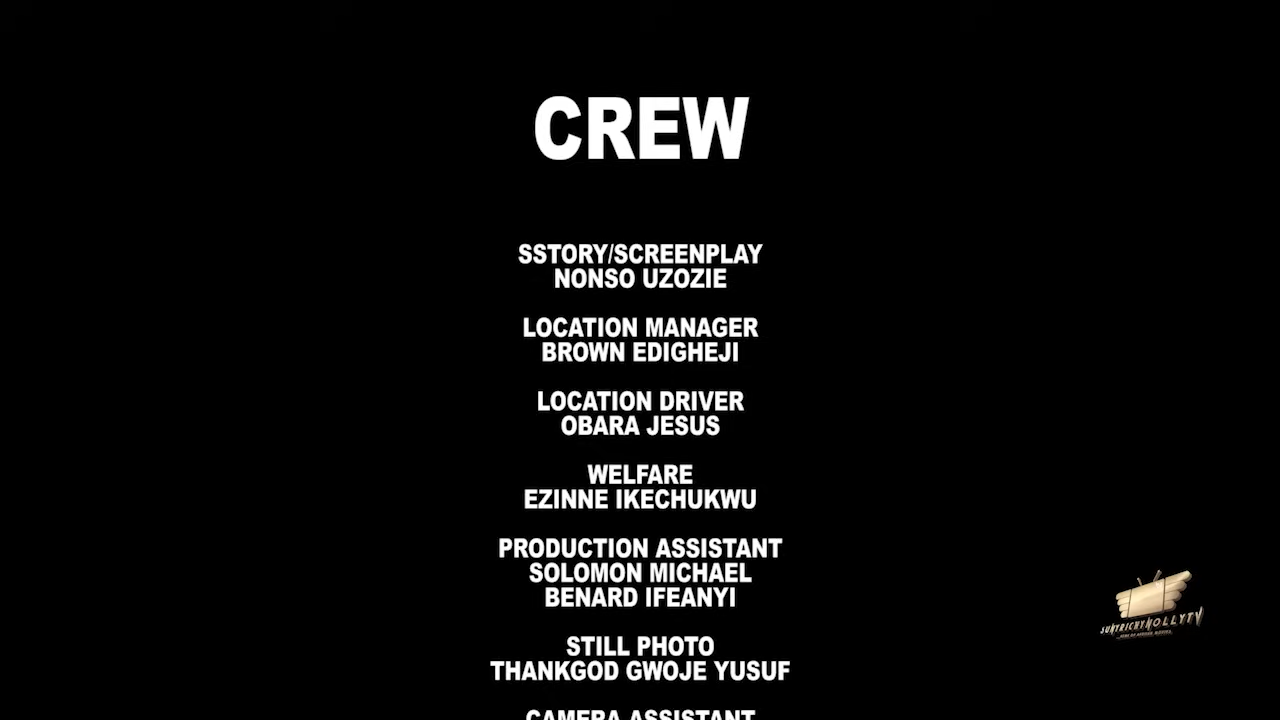 CREW
SSTORY/SCREENPLAY
NONSO UZOZIE
LOCATION MANAGER
BROWN EDIGHEJI
LOCATION DRIVER
OBARA JESUS
WELFARE
EZINNE IKECHUKWU
PRODUCTION ASSISTANT
SOLOMON MICHAEL
BENARD IFEANYI
STILL PHOTO
THANKGOD GWOJE YUSUF
CAMERA ASSISTANT
SUNTRICHYNOLLYTV